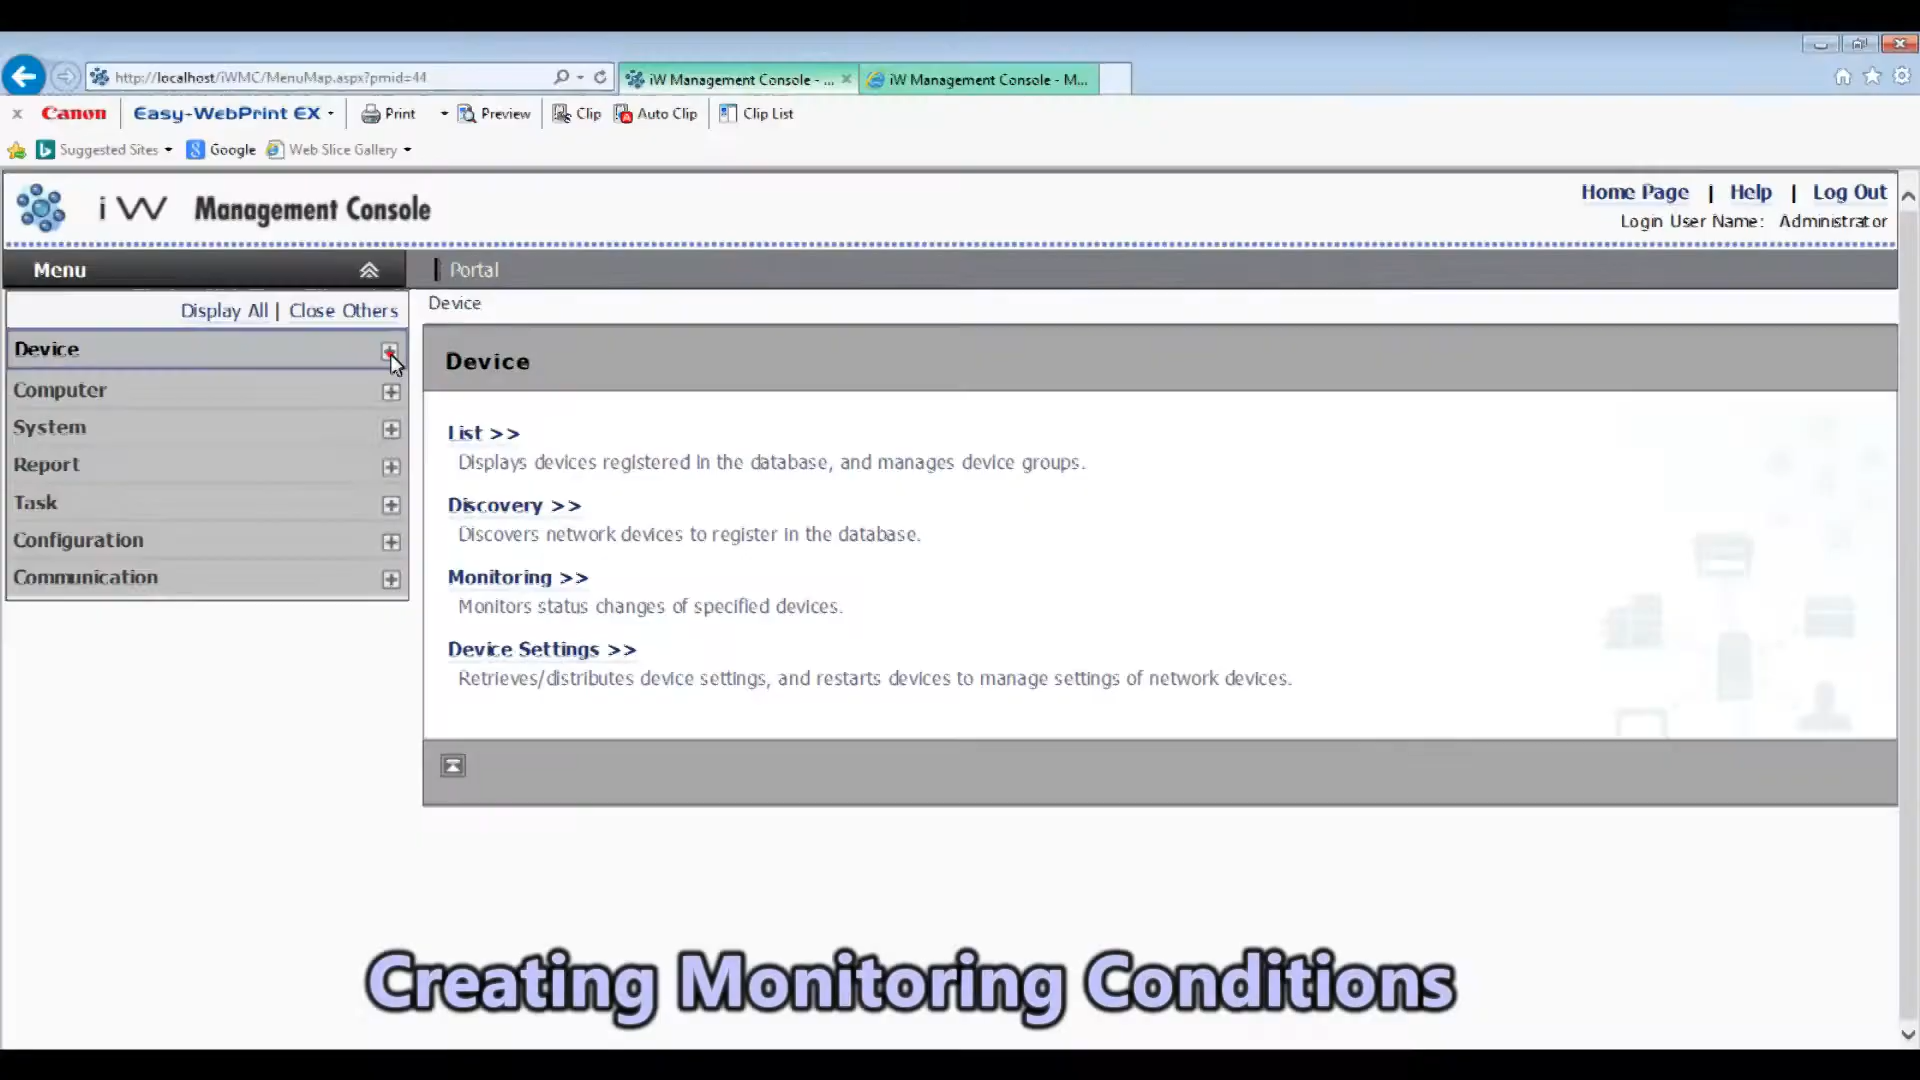 http://localhost/iWMC/MenuMap.aspx?pmid=44
iW Management Console - ...
iW Management Console - M...
x Canon Easy-WebPrint EX Print Preview Clip Auto Clip Clip List
Suggested Sites Google Web Slice Gallery
iW Management Console
Home Page | Help | Log Out
Login User Name: Administrator
Menu
Portal
Display All | Close Others
Device
Computer
System
Report
Task
Configuration
Communication
Device
Device
List >>
Displays devices registered in the database, and manages device groups.
Discovery >>
Discovers network devices to register in the database.
Monitoring >>
Monitors status changes of specified devices.
Device Settings >>
Retrieves/distributes device settings, and restarts devices to manage settings of network devices.
Creating Monitoring Conditions